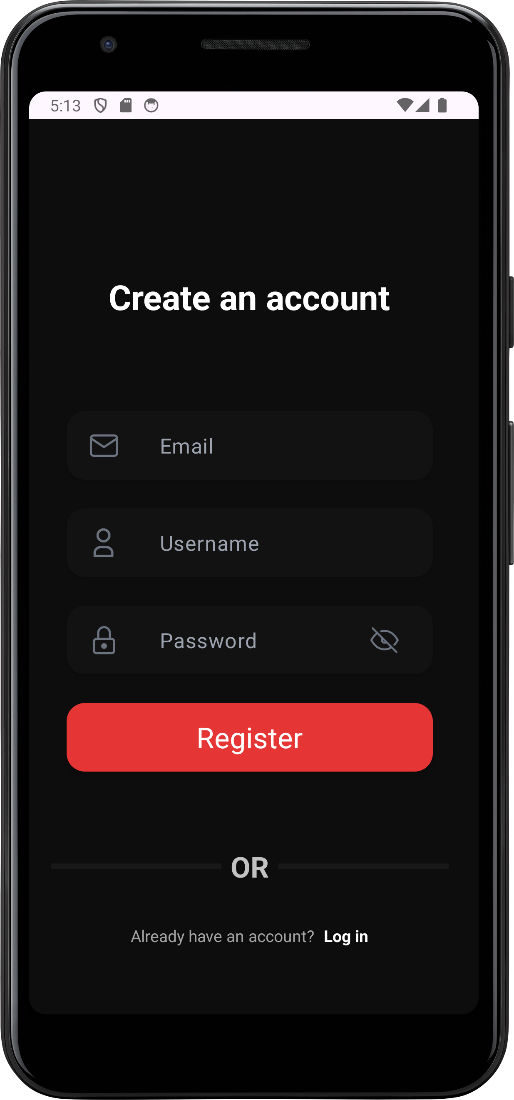 5:13
Create an account
Email
Username
Password
Register
OR
Already have an account? Log in